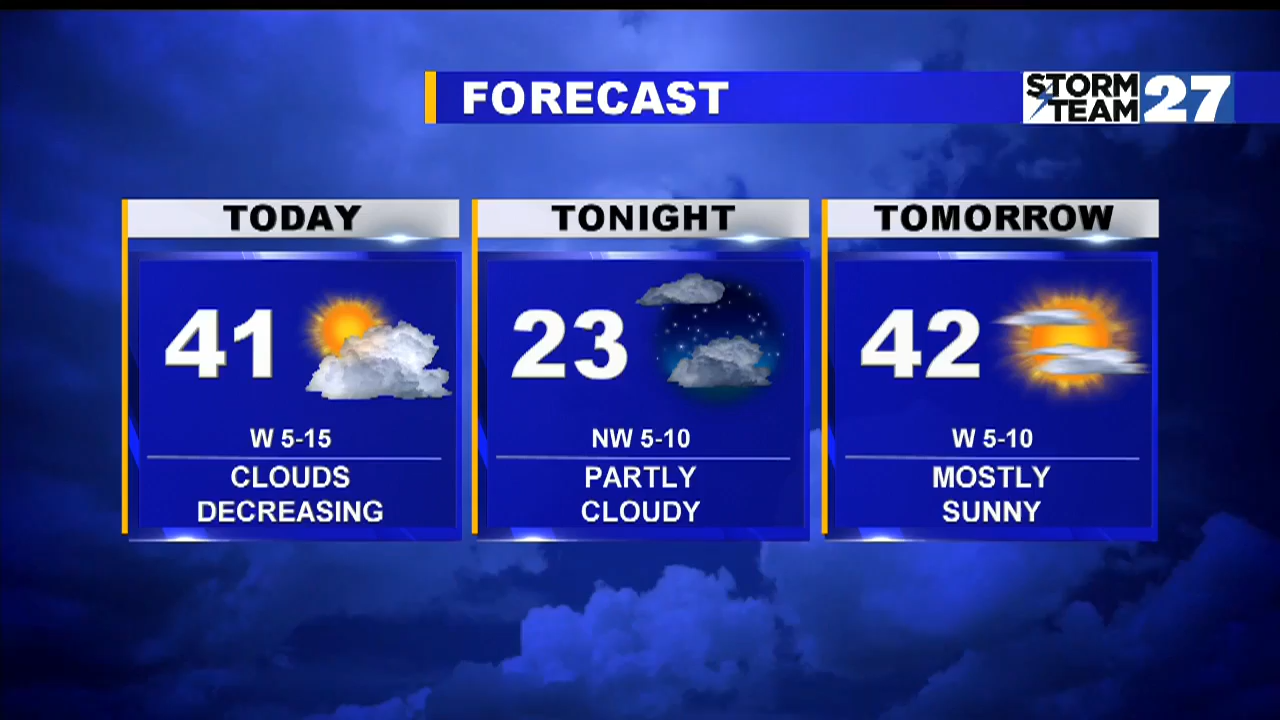 FORECAST
STORM
TEAM
27
TODAY
41
W 5-15
CLOUDS
DECREASING
TONIGHT
23
NW 5-10
PARTLY
CLOUDY
TOMORROW
42
W 5-10
MOSTLY
SUNNY